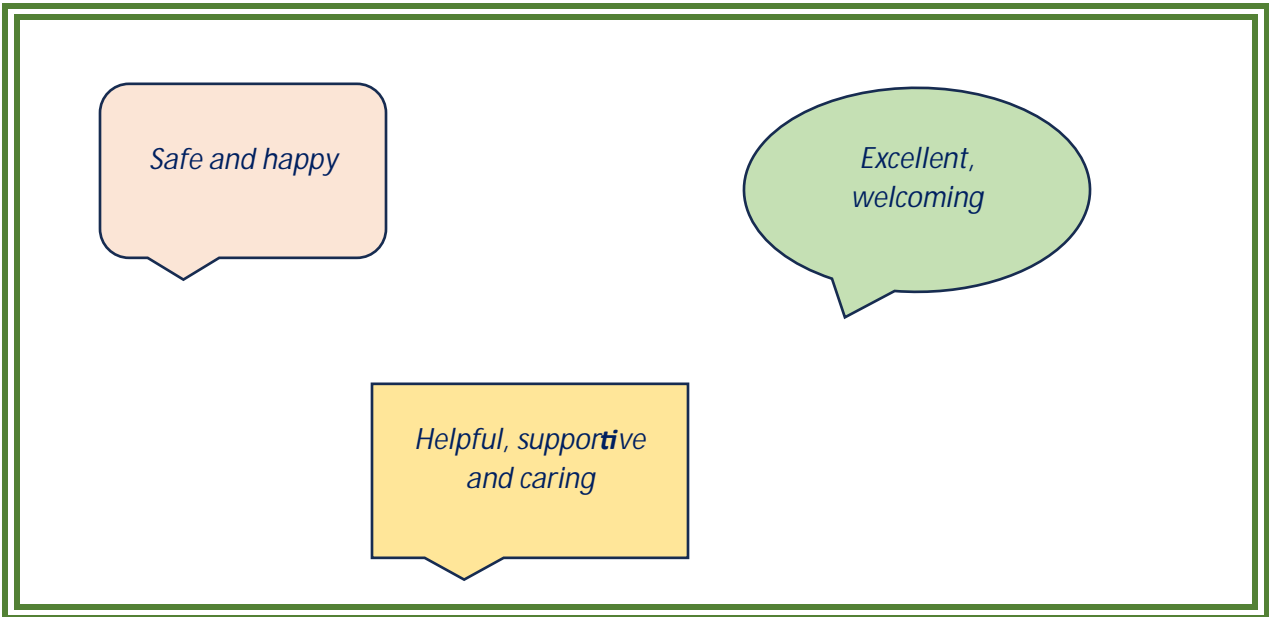 Safe and happy
Excellent,
welcoming
Helpful, supportive
and caring